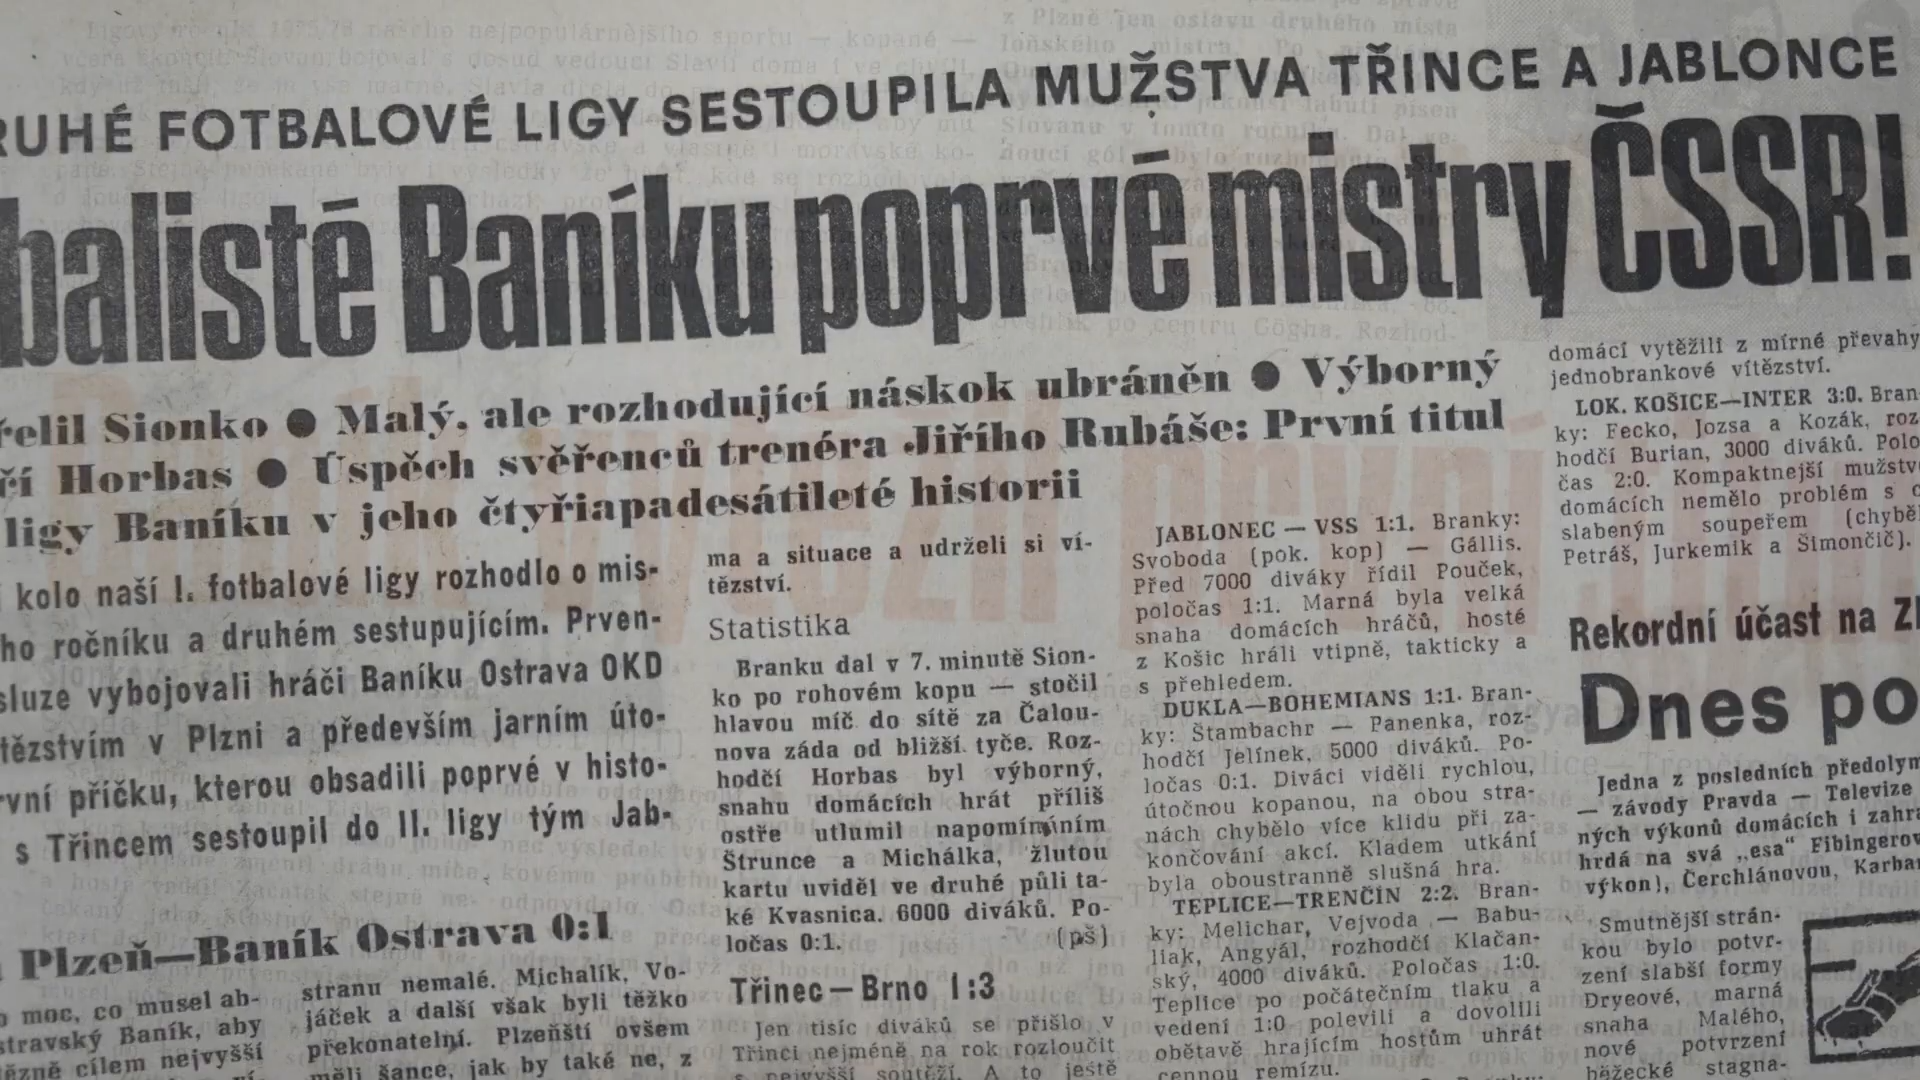 RUHÉ FOTBALOVÉ LIGY SESTOUPILA MUŽSTVA TŘINCE A JABLONCE
balisté Baníku poprvé mistry ČSSR!
řelil Sionko ● Malý, ale rozhodující náskok ubráněn ● Výborný
čí Horbas ● Úspěch svěřenců trenéra Jiřího Rubáše: První titul
ligy Baníku v jeho čtyřiapadesátileté historii
kolo naší I. fotbalové ligy rozhodlo o mis-
ho ročníku a druhém sestupujícím. Prven-
sluze vybojovali hráči Baníku Ostrava OKD
tězstvím v Plzni a především jarním úto-
rvní příčku, kterou obsadili poprvé v histo-
s Třincem sestoupil do II. ligy tým Jab-
Plzeň—Baník Ostrava 0:1
o moc, co musel ab-
stravský Baník, aby
ězně cílem nejvyšší
stranu nemalé. Michalík, Vo-
jáček a další však byli těžko
překonatelní. Plzeňští ovšem
měli šance, jak by také ne, z
ma a situace a udrželi si ví-
tězství.
Statistika
Branku dal v 7. minutě Sion-
ko po rohovém kopu — stočil
hlavou míč do sítě za Čalou-
nova záda od bližší tyče. Roz-
hodčí Horbas byl výborný,
snahu domácích hrát příliš
ostře utlumil napomínáním
Štrunce a Michálka, žlutou
kartu uviděl ve druhé půli ta-
ké Kvasnica. 6000 diváků. Po-
ločas 0:1. (pš)
Třinec — Brno 1:3
Jen tisíc diváků se přišlo v
Třinci nejméně na rok rozloučit
s nejvyšší soutěží. A to ještě
JABLONEC — VSS 1:1. Branky:
Svoboda (pok. kop) — Gállis.
Před 7000 diváky řídil Pouček,
poločas 1:1. Marná byla velká
snaha domácích hráčů, hosté
z Košic hráli vtipně, takticky a
s přehledem.
DUKLA—BOHEMIANS 1:1. Bran-
ky: Štambachr — Panenka, roz-
hodčí Jelínek, 5000 diváků. Po-
ločas 0:1. Diváci viděli rychlou,
útočnou kopanou, na obou stra-
nách chybělo více klidu při za-
končování akcí. Kladem utkání
byla oboustranně slušná hra.
TEPLICE—TRENČÍN 2:2. Bran-
ky: Melichar, Vejvoda — Babu-
liak, Angyál, rozhodčí Klačan-
ský, 4000 diváků. Poločas 1:0.
Teplice po počátečním tlaku a
vedení 1:0 polevili a dovolili
obětavě hrajícím hostům uhrát
cennou remízu.
domácí vytěžili z mírné převahy
jednobrankové vítězství.
LOK. KOŠICE—INTER 3:0. Bran-
ky: Fecko, Jozsa a Kozák, roz-
hodčí Burian, 3000 diváků. Polo-
čas 2:0. Kompaktnejší mužstv
domácích nemělo problém s o
slabeným soupeřem (chyběl
Petráš, Jurkemik a Šimončič).
Rekordní účast na
Dnes po
Jedna z posledních předolym
— závody Pravda — Televize
ných výkonů domácích i zahra
hrdá na svá „esa“ Fibingerov
výkon), Čerchlánovou, Karba
Smutnější strán-
kou bylo potvr-
zení slabší formy
Dryeové, marná
snaha Malého,
nové potvrzení
běžecké stagna-